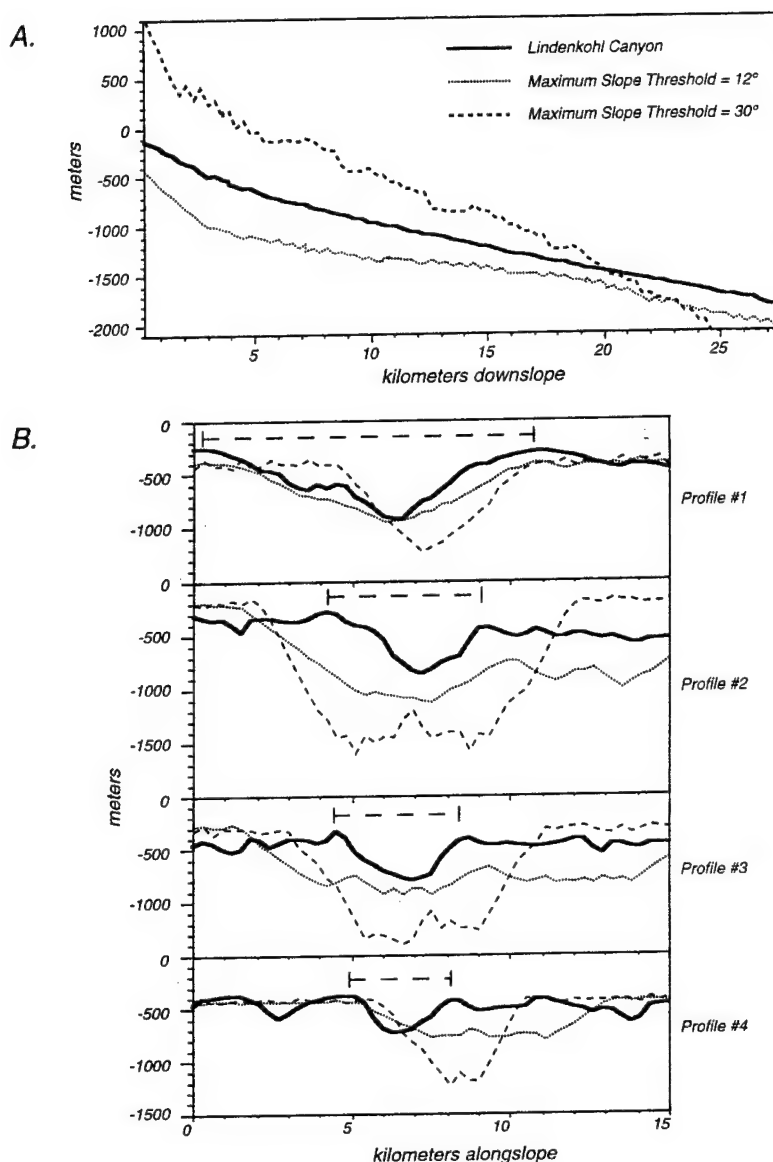 A.
1000
500
0
-500
-1000
-1500
-2000
meters
Lindenkohl Canyon
Maximum Slope Threshold = 12°
Maximum Slope Threshold = 30°
5
10
15
20
25
kilometers downslope
B.
0
-500
-1000
Profile #1
0
-500
-1000
-1500
Profile #2
meters
0
-500
-1000
Profile #3
0
-500
-1000
-1500
Profile #4
0
5
10
15
kilometers alongslope